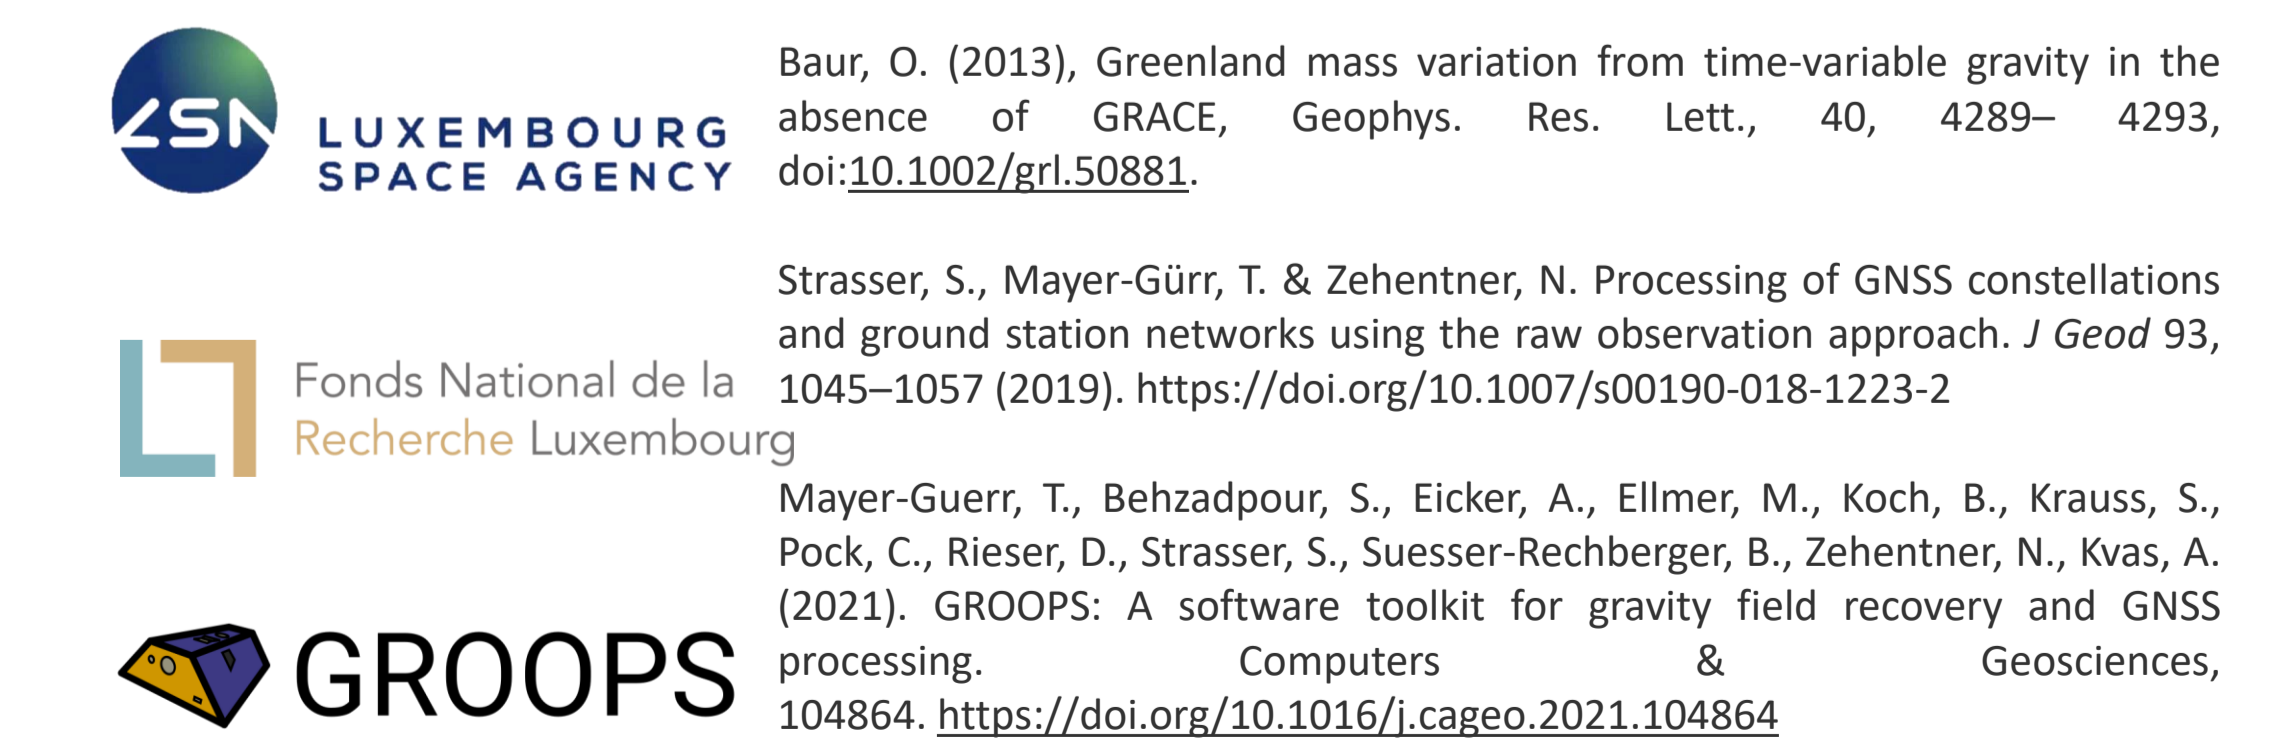 LSA
LUXEMBOURG
SPACE AGENCY
Baur, O. (2013), Greenland mass variation from time-variable gravity in the
absence of GRACE, Geophys. Res. Lett., 40, 4289– 4293,
doi:10.1002/grl.50881.
Fonds National de la
Recherche Luxembourg
Strasser, S., Mayer-Gürr, T. & Zehentner, N. Processing of GNSS constellations
and ground station networks using the raw observation approach. J Geod 93,
1045–1057 (2019). https://doi.org/10.1007/s00190-018-1223-2
GROOPS
Mayer-Guerr, T., Behzadpour, S., Eicker, A., Ellmer, M., Koch, B., Krauss, S.,
Pock, C., Rieser, D., Strasser, S., Suesser-Rechberger, B., Zehentner, N., Kvas, A.
(2021). GROOPS: A software toolkit for gravity field recovery and GNSS
processing. Computers & Geosciences,
104864. https://doi.org/10.1016/j.cageo.2021.104864